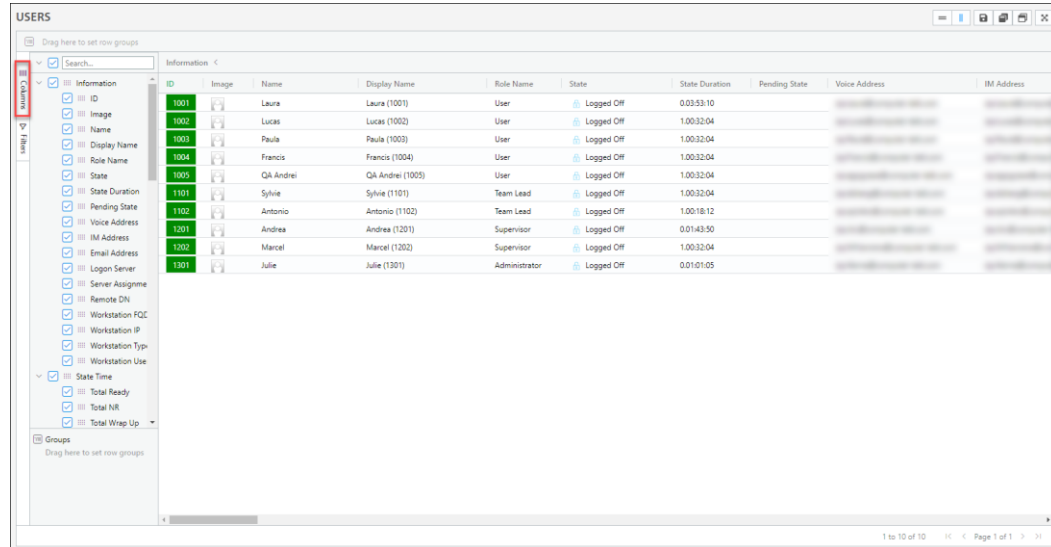 USERS
Drag here to set row groups
Columns
Filters
Search...
Information
ID
Image
Name
Display Name
Role Name
State
State Duration
Pending State
Voice Address
IM Address
Email Address
Logon Server
Server Assignme
Remote DN
Workstation FQD
Workstation IP
Workstation Type
Workstation Use
State Time
Total Ready
Total NR
Total Wrap Up
Groups
Drag here to set row groups
Information <
ID Image Name Display Name Role Name State State Duration Pending State Voice Address IM Address
1001 Laura Laura (1001) User Logged Off 0.03:53:10
1002 Lucas Lucas (1002) User Logged Off 1.00:32:04
1003 Paula Paula (1003) User Logged Off 1.00:32:04
1004 Francis Francis (1004) User Logged Off 1.00:32:04
1005 QA Andrei QA Andrei (1005) User Logged Off 1.00:32:04
1101 Sylvie Sylvie (1101) Team Lead Logged Off 1.00:32:04
1102 Antonio Antonio (1102) Team Lead Logged Off 1.00:18:12
1201 Andrea Andrea (1201) Supervisor Logged Off 0.01:43:50
1202 Marcel Marcel (1202) Supervisor Logged Off 1.00:32:04
1301 Julie Julie (1301) Administrator Logged Off 0.01:01:05
1 to 10 of 10 Page 1 of 1